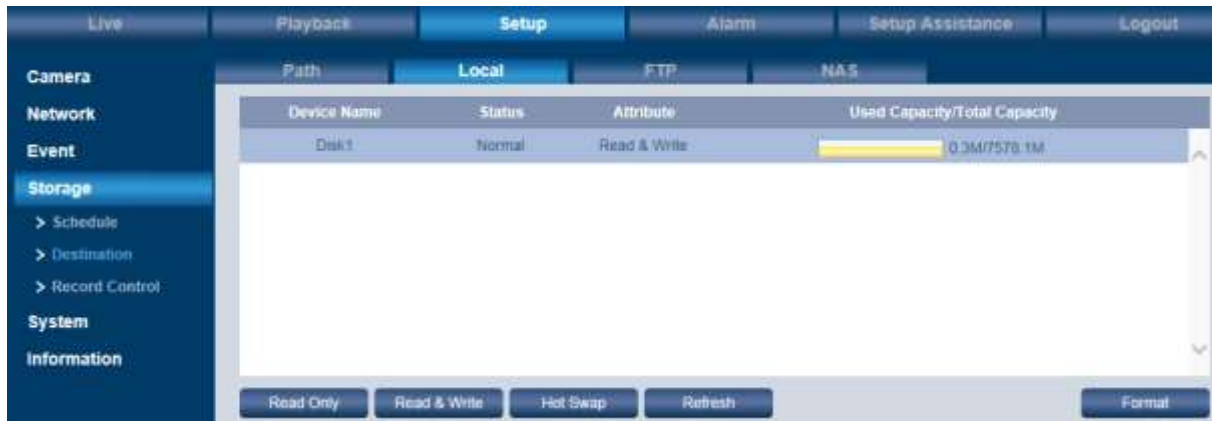 Live Playback Setup Alarm Setup Assistance Logout
Path Local FTP NAS
Camera
Network
Event
Storage
> Schedule
> Destination
> Record Control
System
Information
Device Name Status Attribute Used Capacity/Total Capacity
Disk1 Normal Read & Write 0.3M/7578.1M
Read Only Read & Write Hot Swap Refresh Format